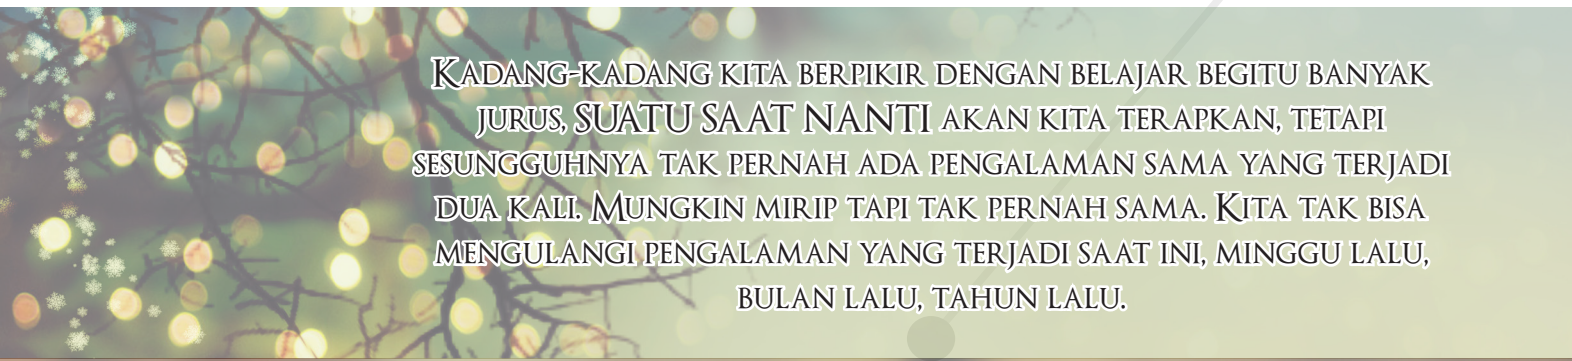 Kadang-kadang kita berpikir dengan belajar begitu banyak
jurus, SUATU SAAT NANTI akan kita terapkan, tetapi
sesungguhnya tak pernah ada pengalaman sama yang terjadi
dua kali. Mungkin mirip tapi tak pernah sama. Kita tak bisa
mengulangi pengalaman yang terjadi saat ini, minggu lalu,
bulan lalu, tahun lalu.